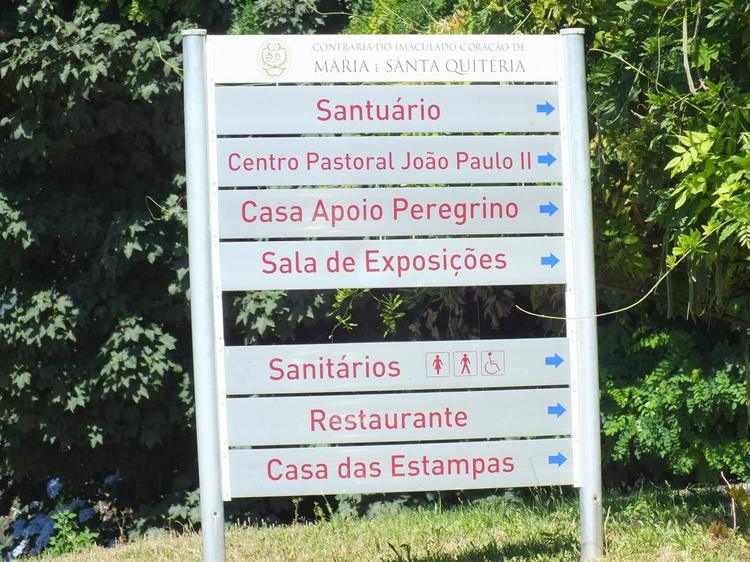 CONFRARIA DO IMACULADO CORAÇÃO DE
MARIA E SANTA QUITÉRIA
Santuário
Centro Pastoral João Paulo II
Casa Apoio Peregrino
Sala de Exposições
Sanitários
Restaurante
Casa das Estampas